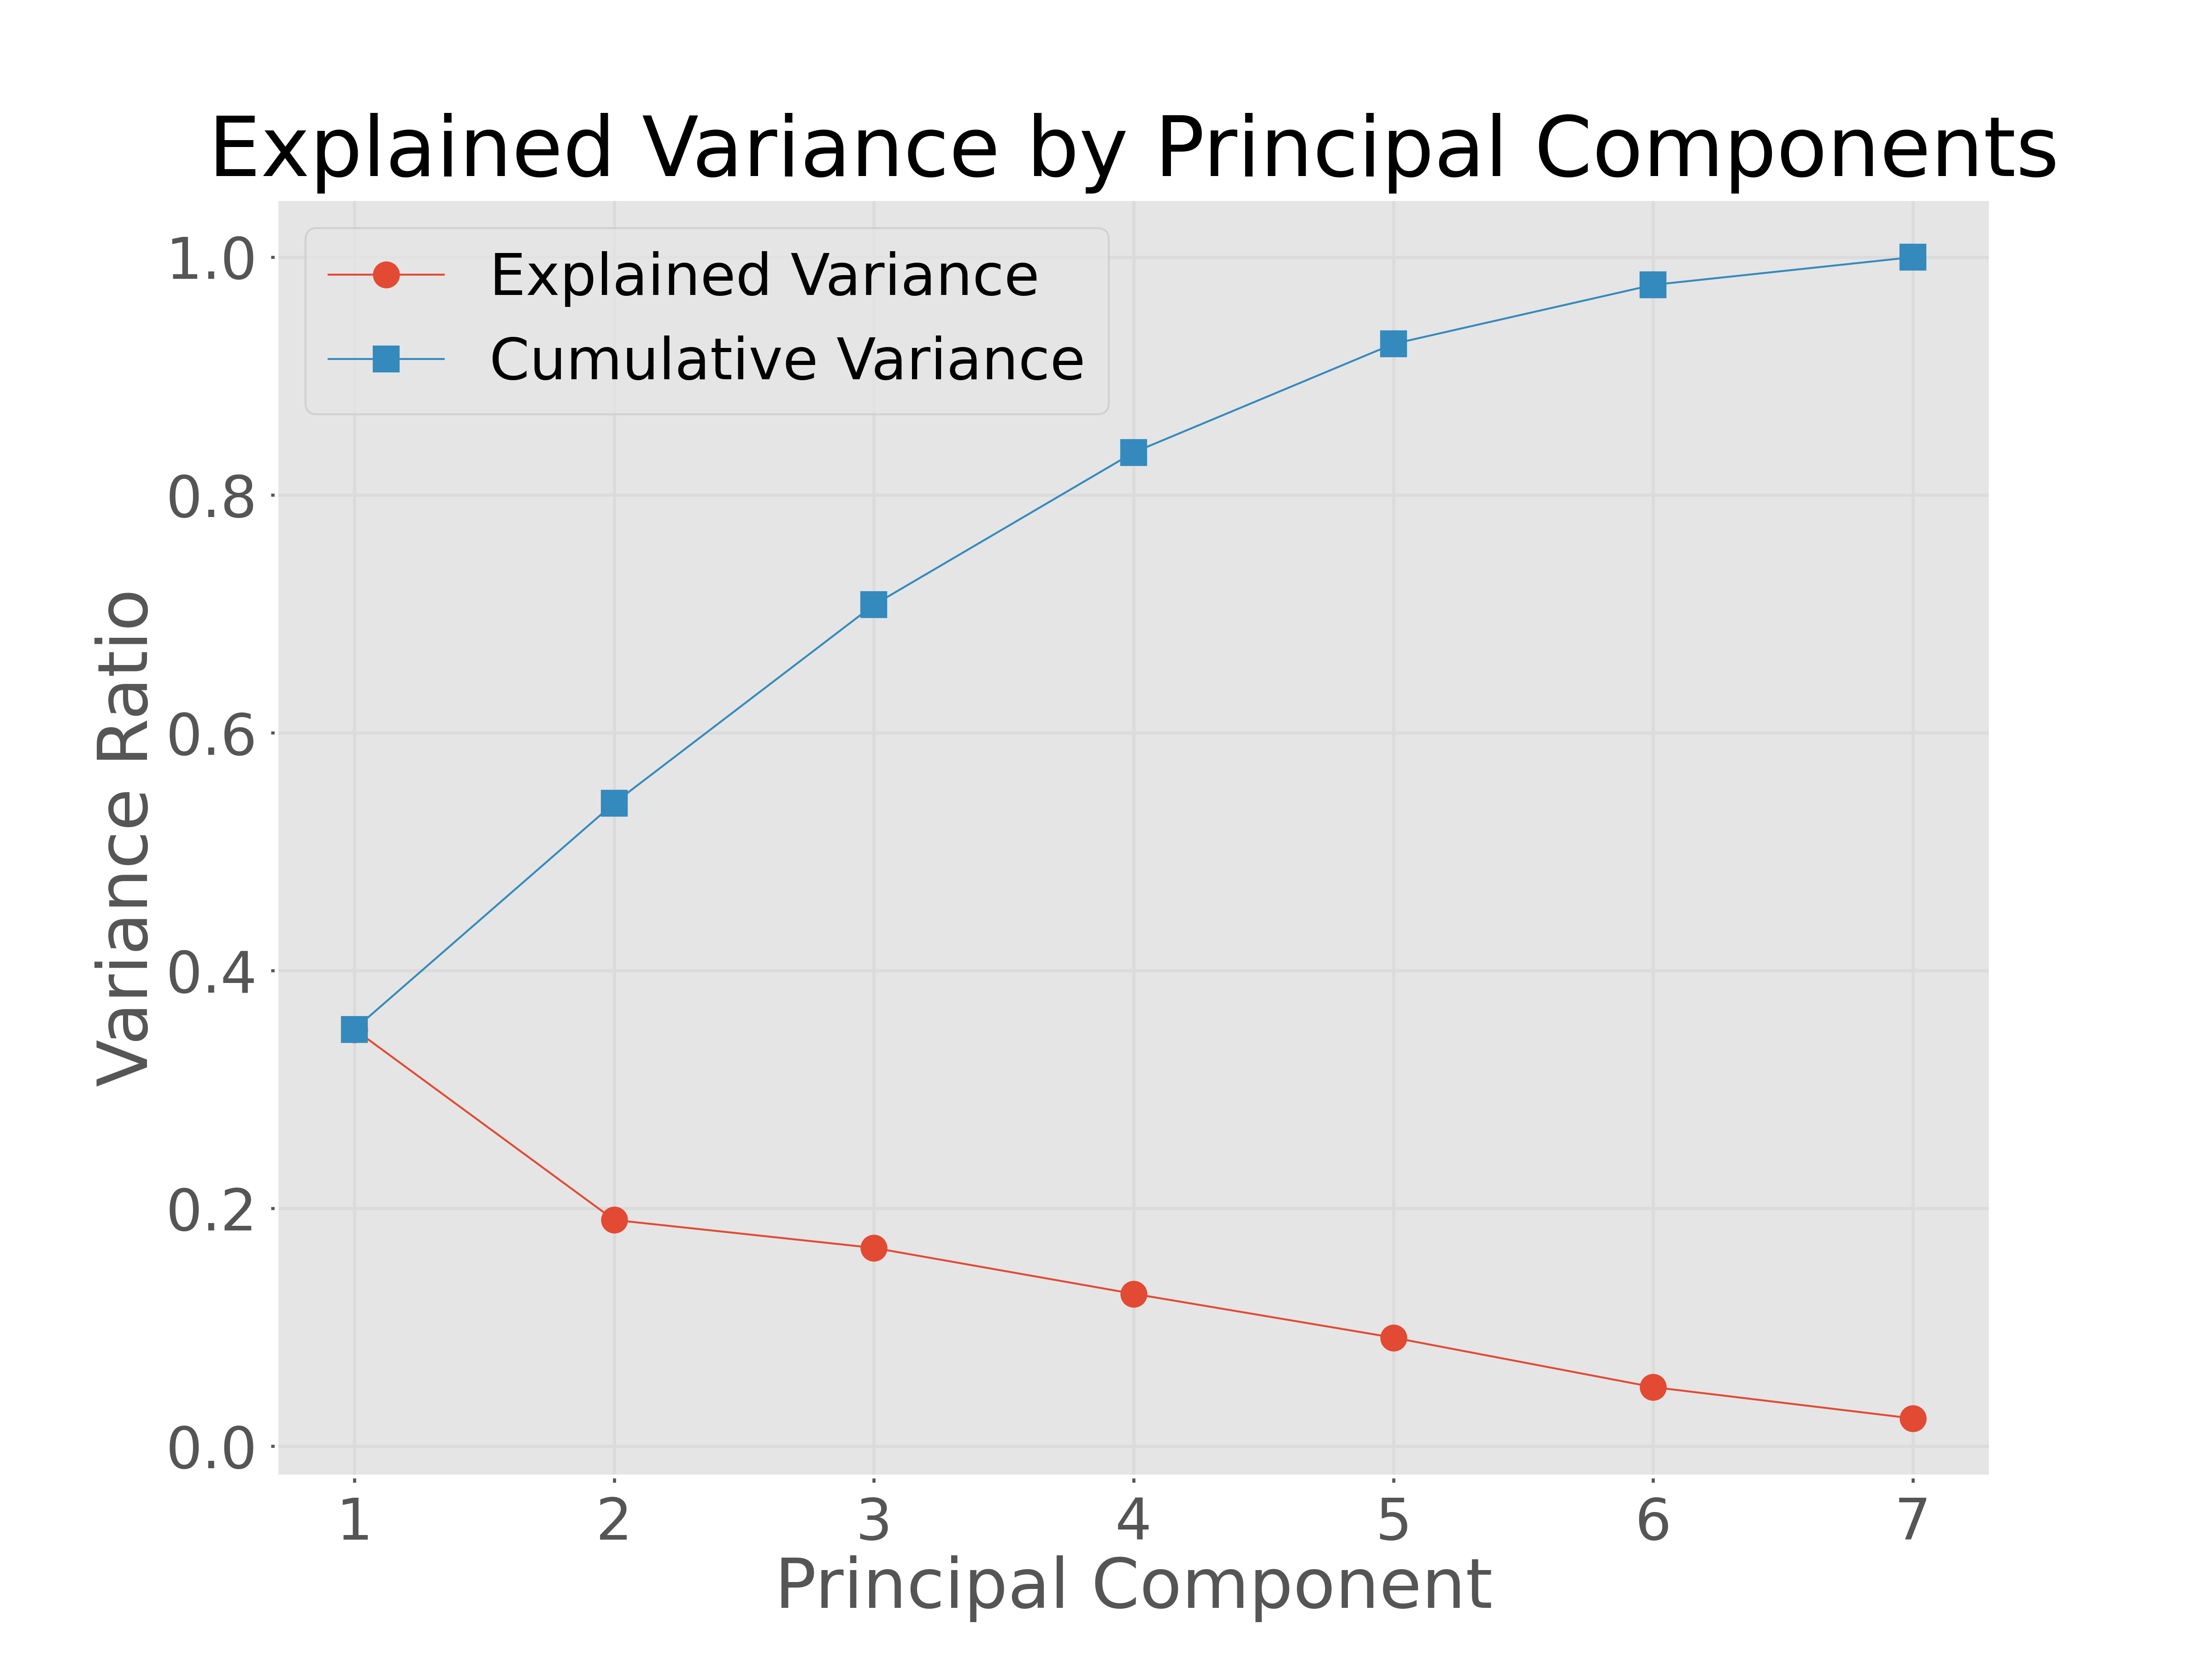 Explained Variance by Principal Components
Explained Variance
Cumulative Variance
Variance Ratio
1.0
0.8
0.6
0.4
0.2
0.0
1 2 3 4 5 6 7
Principal Component